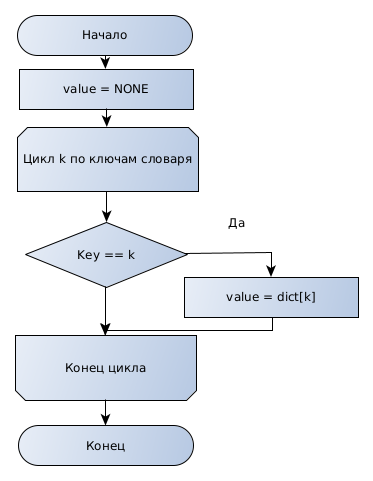 Начало
value = NONE
Цикл k по ключам словаря
Да
Key == k
value = dict[k]
Конец цикла
Конец